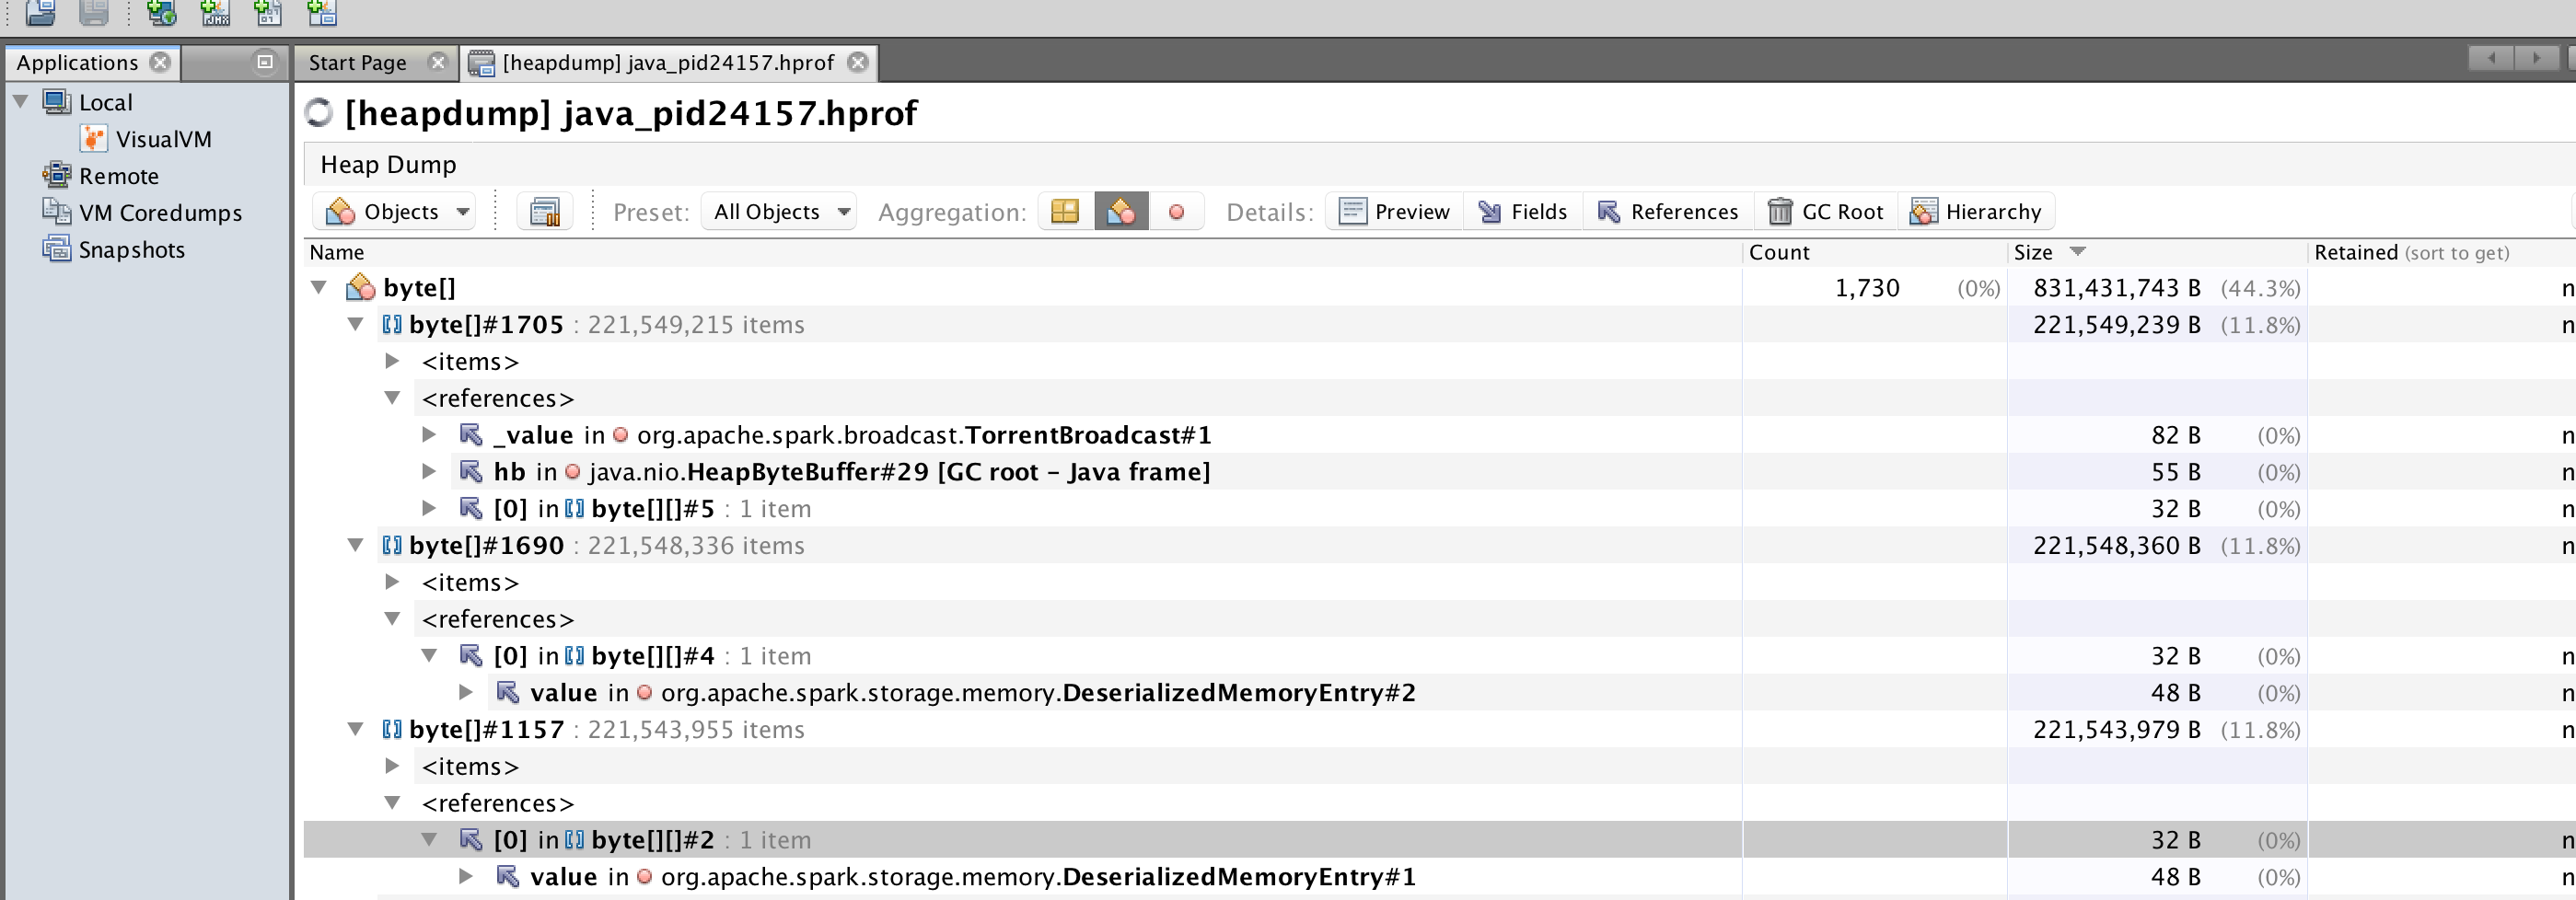 Applications
Start Page
[heapdump] java_pid24157.hprof
Local
VisualVM
Remote
VM Coredumps
Snapshots
[heapdump] java_pid24157.hprof
Heap Dump
Objects Preset: All Objects Aggregation: Details: Preview Fields References GC Root Hierarchy
Name Count Size Retained (sort to get)
byte[] 1,730 (0%) 831,431,743 B (44.3%) n
byte[]#1705 : 221,549,215 items 221,549,239 B (11.8%) n
<items>
<references>
_value in org.apache.spark.broadcast.TorrentBroadcast#1 82 B (0%) n
hb in java.nio.HeapByteBuffer#29 [GC root - Java frame] 55 B (0%) n
[0] in byte[][]#5 : 1 item 32 B (0%) n
byte[]#1690 : 221,548,336 items 221,548,360 B (11.8%) n
<items>
<references>
[0] in byte[][]#4 : 1 item 32 B (0%) n
value in org.apache.spark.storage.memory.DeserializedMemoryEntry#2 48 B (0%) n
byte[]#1157 : 221,543,955 items 221,543,979 B (11.8%) n
<items>
<references>
[0] in byte[][]#2 : 1 item 32 B (0%) n
value in org.apache.spark.storage.memory.DeserializedMemoryEntry#1 48 B (0%) n